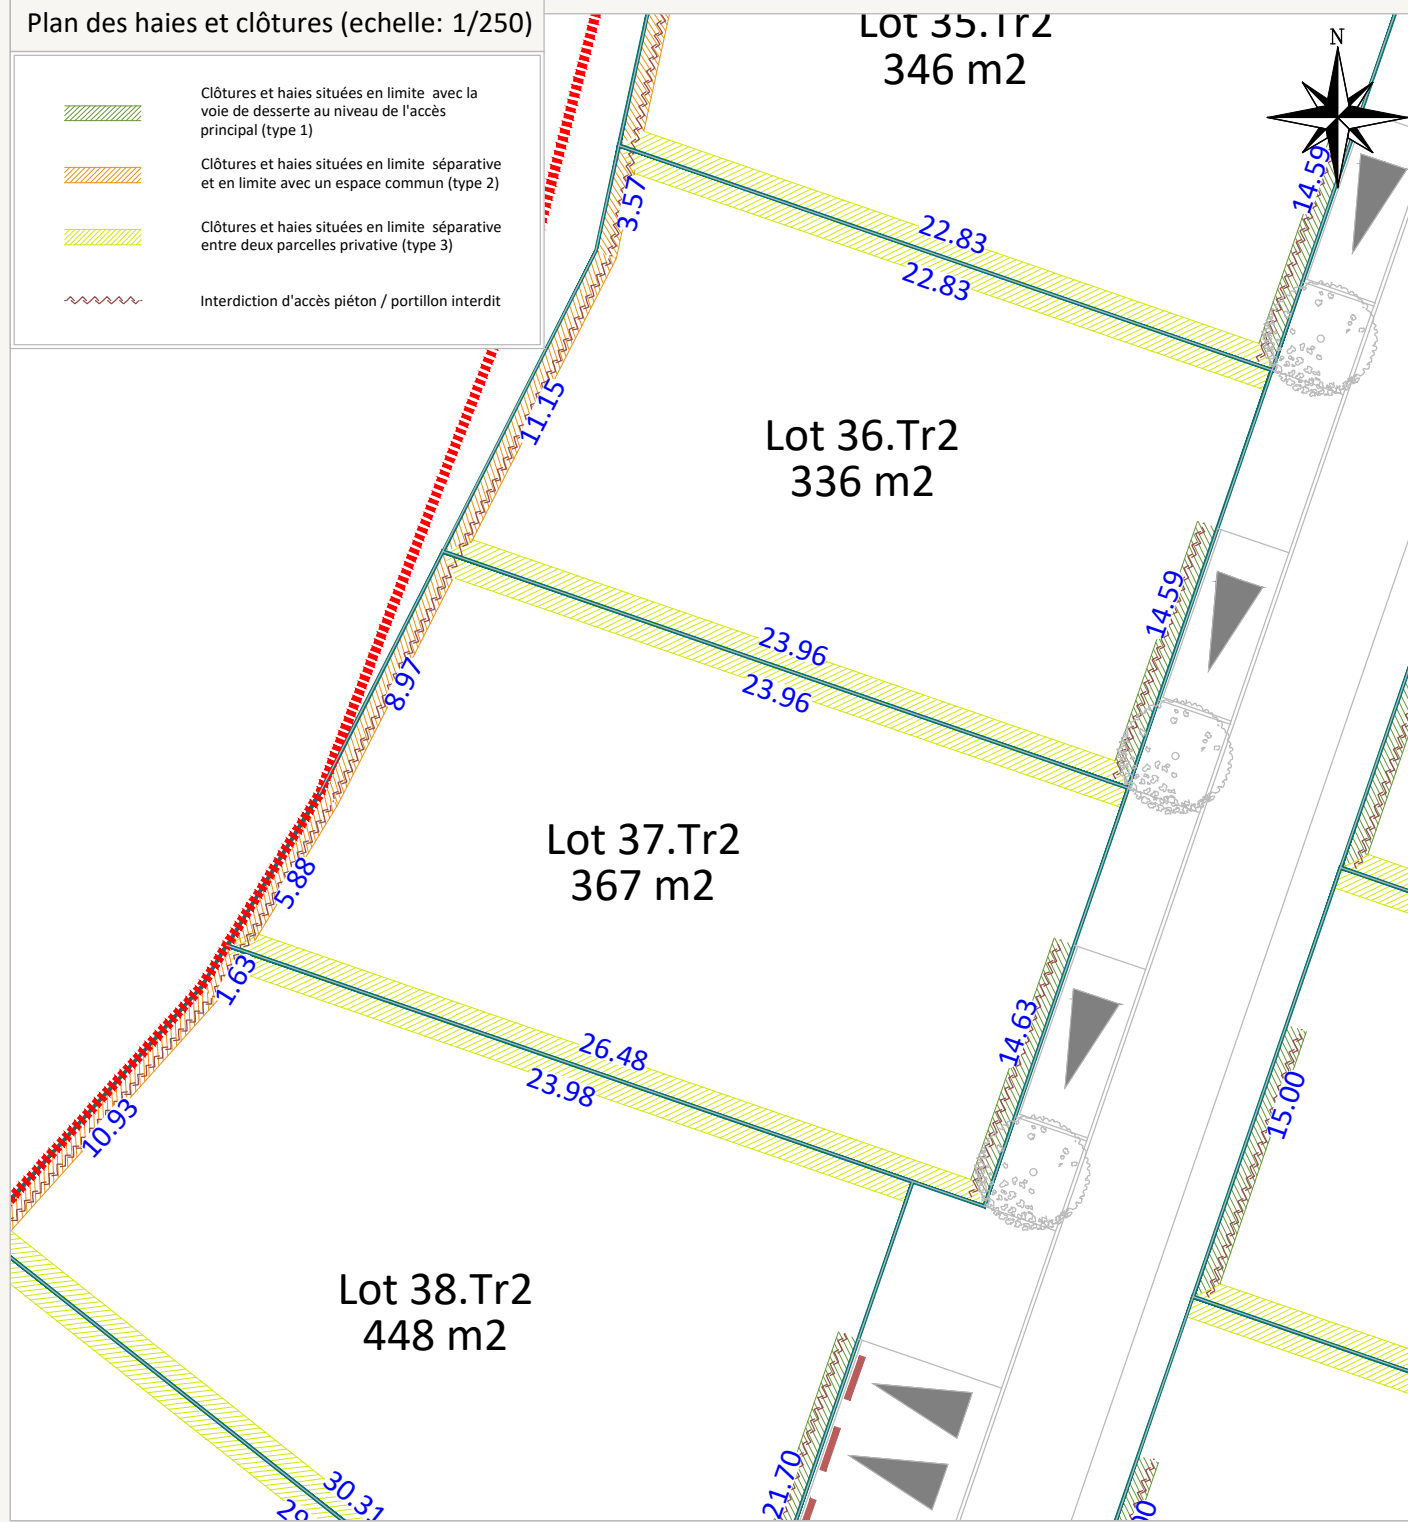 Plan des haies et clôtures (echelle: 1/250)
Clôtures et haies situées en limite avec la
voie de desserte au niveau de l'accès
principal (type 1)
Clôtures et haies situées en limite séparative
et en limite avec un espace commun (type 2)
Clôtures et haies situées en limite séparative
entre deux parcelles privative (type 3)
Interdiction d'accès piéton / portillon interdit
Lot 35.Tr2
346 m2
N
14.59
3.57
22.83
22.83
11.15
Lot 36.Tr2
336 m2
14.59
23.96
23.96
8.97
Lot 37.Tr2
367 m2
5.88
1.63
14.63
26.48
23.98
10.93
15.00
Lot 38.Tr2
448 m2
21.70
30.31